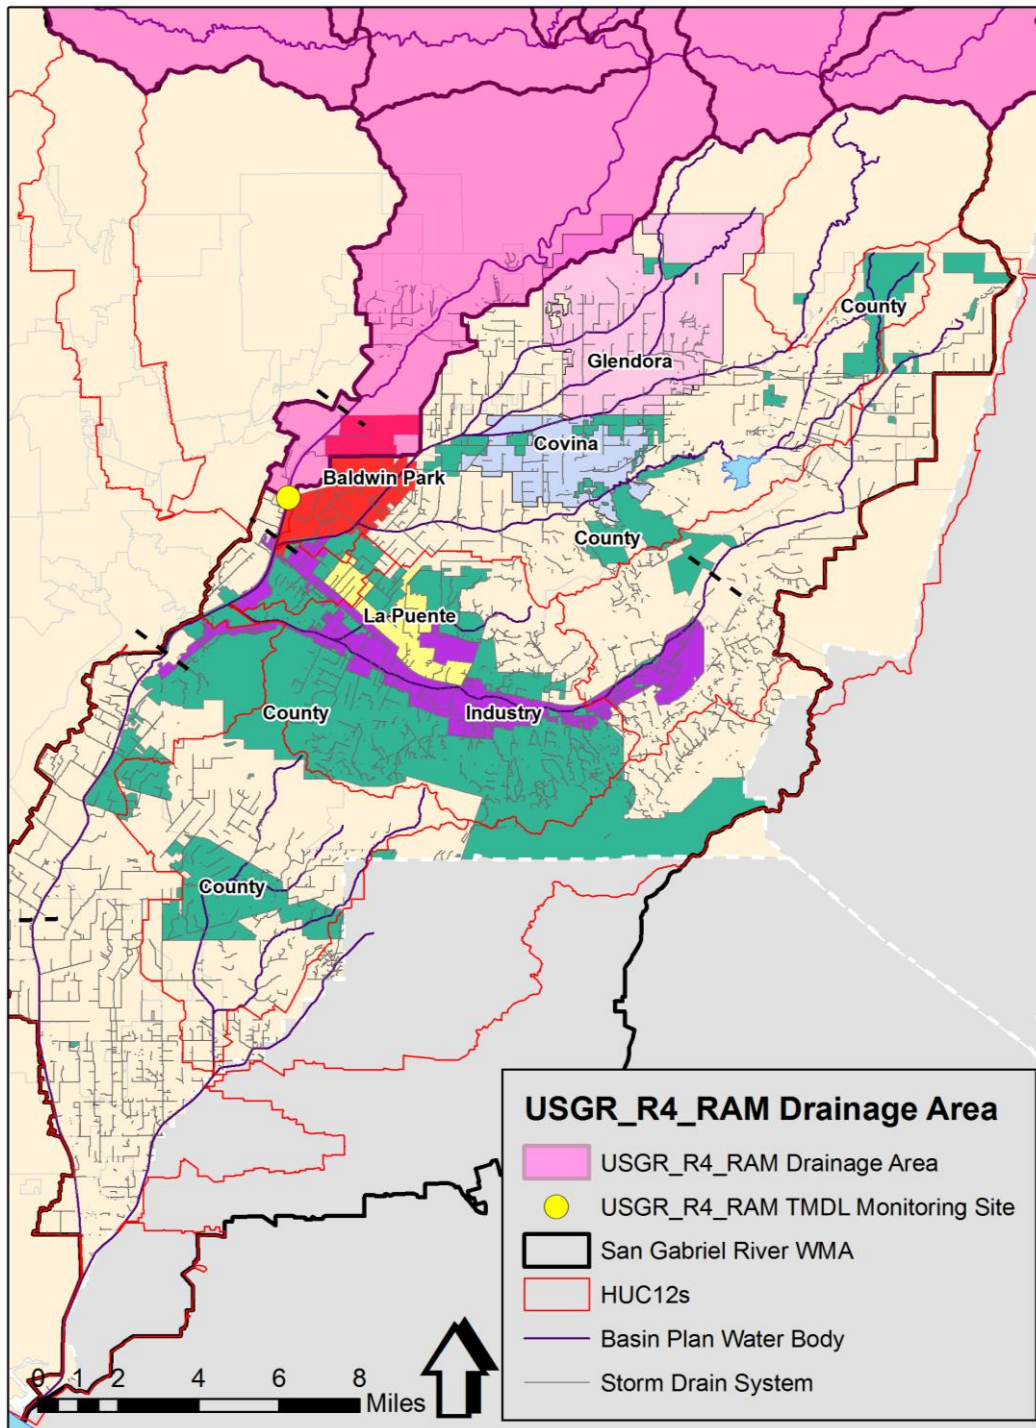 County
Glendora
Covina
Baldwin Park
County
La Puente
County
Industry
County
USGR_R4_RAM Drainage Area
USGR_R4_RAM Drainage Area
USGR_R4_RAM TMDL Monitoring Site
San Gabriel River WMA
HUC12s
Basin Plan Water Body
Storm Drain System
0 1 2 4 6 8
Miles